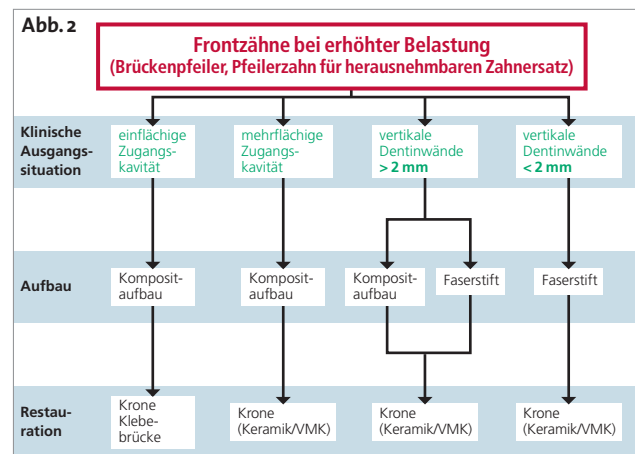 Abb. 2
Frontzähne bei erhöhter Belastung
(Brückenpfeiler, Pfeilerzahn für herausnehmbaren Zahnersatz)
Klinische
Ausgangs-
situation
einflächige
Zugangs-
kavität
mehrflächige
Zugangs-
kavität
vertikale
Dentinwände
> 2 mm
vertikale
Dentinwände
< 2 mm
Aufbau
Komposit-
aufbau
Komposit-
aufbau
Komposit-
aufbau
Faserstift
Faserstift
Restau-
ration
Krone
Klebe-
brücke
Krone
(Keramik/VMK)
Krone
(Keramik/VMK)
Krone
(Keramik/VMK)